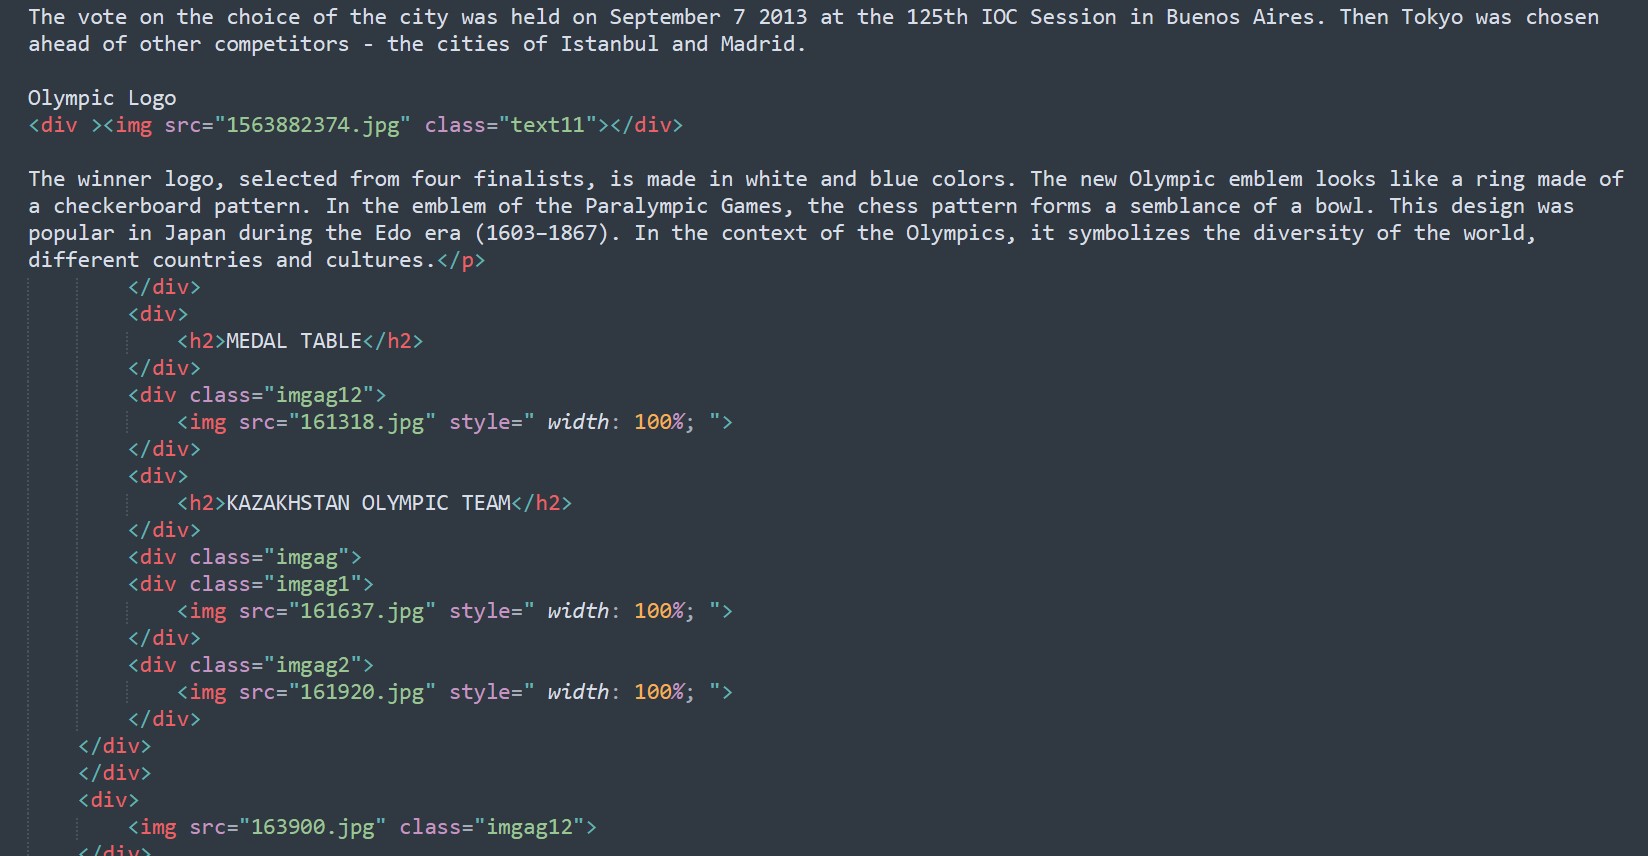 The vote on the choice of the city was held on September 7 2013 at the 125th IOC Session in Buenos Aires. Then Tokyo was chosen
ahead of other competitors - the cities of Istanbul and Madrid.
Olympic Logo
<div ><img src="1563882374.jpg" class="text11"></div>
The winner logo, selected from four finalists, is made in white and blue colors. The new Olympic emblem looks like a ring made of
a checkerboard pattern. In the emblem of the Paralympic Games, the chess pattern forms a semblance of a bowl. This design was
popular in Japan during the Edo era (1603–1867). In the context of the Olympics, it symbolizes the diversity of the world,
different countries and cultures.</p>
</div>
<div>
<h2>MEDAL TABLE</h2>
</div>
<div class="imgag12">
<img src="161318.jpg" style=" width: 100%; ">
</div>
<div>
<h2>KAZAKHSTAN OLYMPIC TEAM</h2>
</div>
<div class="imgag">
<div class="imgag1">
<img src="161637.jpg" style=" width: 100%; ">
</div>
<div class="imgag2">
<img src="161920.jpg" style=" width: 100%; ">
</div>
</div>
</div>
<div>
<img src="163900.jpg" class="imgag12">
</div>